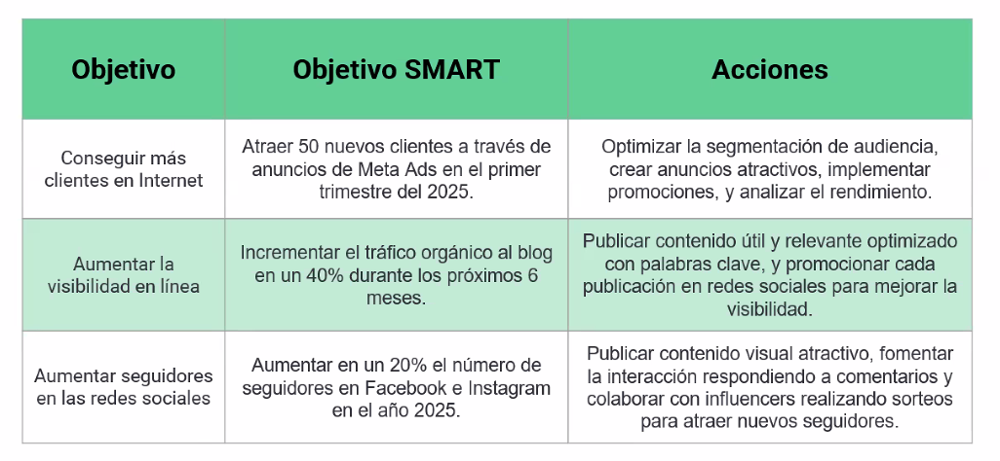 Objetivo
Objetivo SMART
Acciones
Conseguir más
clientes en Internet
Atraer 50 nuevos clientes a través de
anuncios de Meta Ads en el primer
trimestre del 2025.
Optimizar la segmentación de audiencia,
crear anuncios atractivos, implementar
promociones, y analizar el rendimiento.
Aumentar la
visibilidad en línea
Incrementar el tráfico orgánico al blog
en un 40% durante los próximos 6
meses.
Publicar contenido útil y relevante optimizado
con palabras clave, y promocionar cada
publicación en redes sociales para mejorar la
visibilidad.
Aumentar seguidores
en las redes sociales
Aumentar en un 20% el número de
seguidores en Facebook e Instagram
en el año 2025.
Publicar contenido visual atractivo, fomentar
la interacción respondiendo a comentarios y
colaborar con influencers realizando sorteos
para atraer nuevos seguidores.